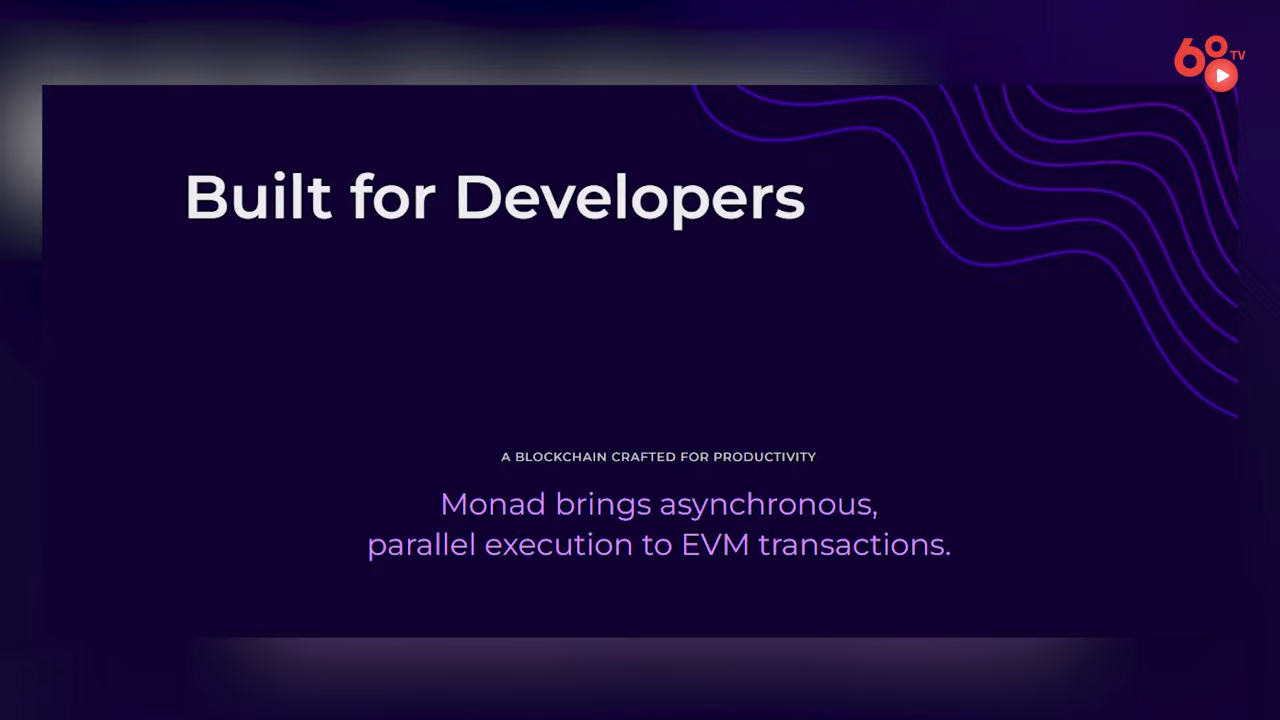 68 TV
Built for Developers
A BLOCKCHAIN CRAFTED FOR PRODUCTIVITY
Monad brings asynchronous,
parallel execution to EVM transactions.